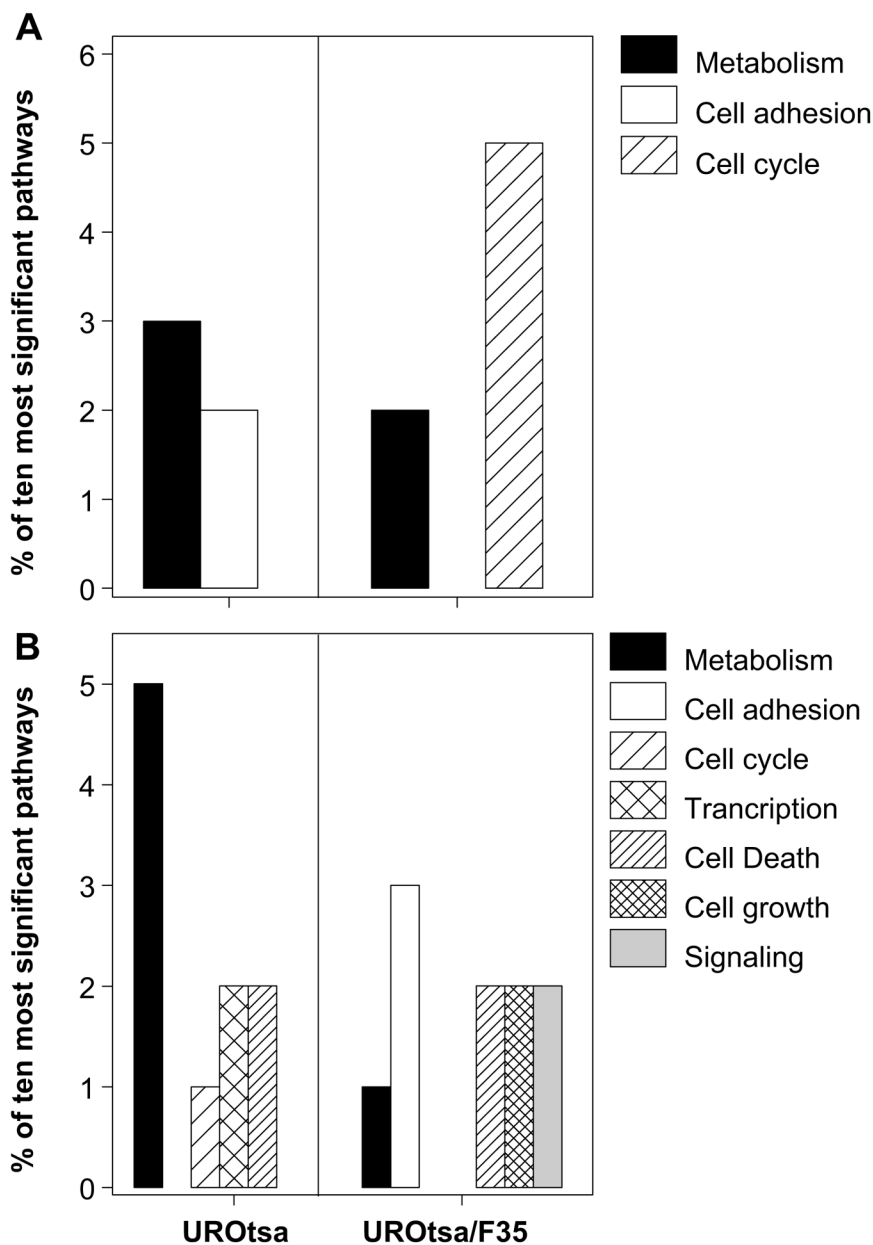 A
% of ten most significant pathways
6
5
4
3
2
1
0
Metabolism
Cell adhesion
Cell cycle
B
% of ten most significant pathways
5
4
3
2
1
0
UROtsa
UROtsa/F35
Metabolism
Cell adhesion
Cell cycle
Trancription
Cell Death
Cell growth
Signaling